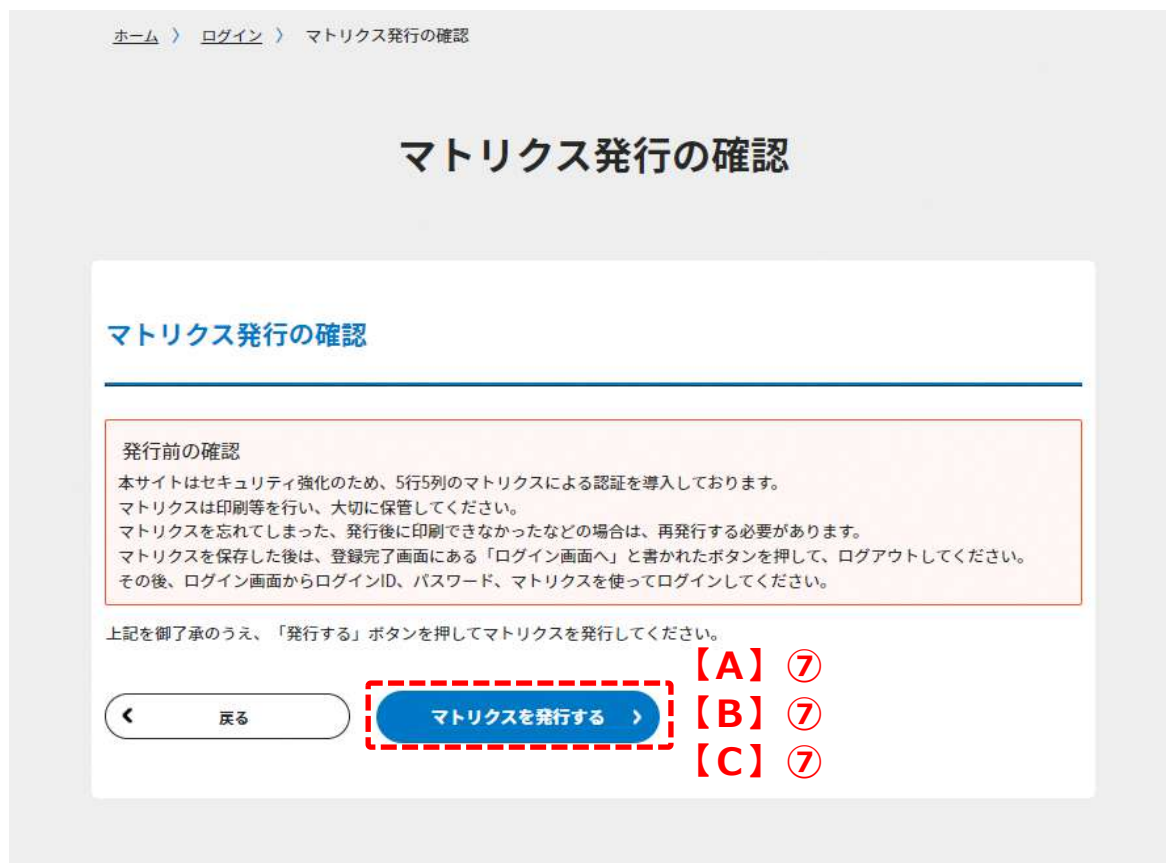 ホーム 〉 ログイン 〉 マトリクス発行の確認
マトリクス発行の確認
マトリクス発行の確認
発行前の確認
本サイトはセキュリティ強化のため、5行5列のマトリクスによる認証を導入しております。
マトリクスは印刷等を行い、大切に保管してください。
マトリクスを忘れてしまった、発行後に印刷できなかったなどの場合は、再発行する必要があります。
マトリクスを保存した後は、登録完了画面にある「ログイン画面へ」と書かれたボタンを押して、ログアウトしてください。
その後、ログイン画面からログインID、パスワード、マトリクスを使ってログインしてください。
上記を御了承のうえ、「発行する」ボタンを押してマトリクスを発行してください。
戻る
マトリクスを発行する
【A】⑦
【B】⑦
【C】⑦